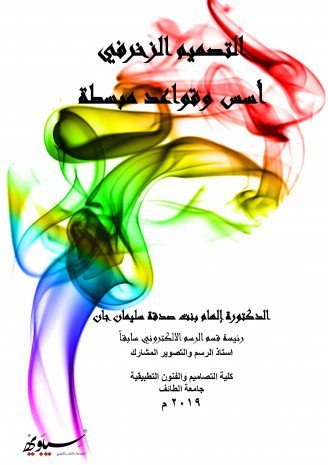 التصميم الزخرفي
أسس وقواعد مبسطة
الدكتورة إلهام بنت صدقة سليمان جان
رئيسة قسم الرسم الالكتروني سابقاً
استاذ الرسم والتصوير المشارك
كلية التصاميم والفنون التطبيقية
جامعة الطائف
٢٠١٩ م